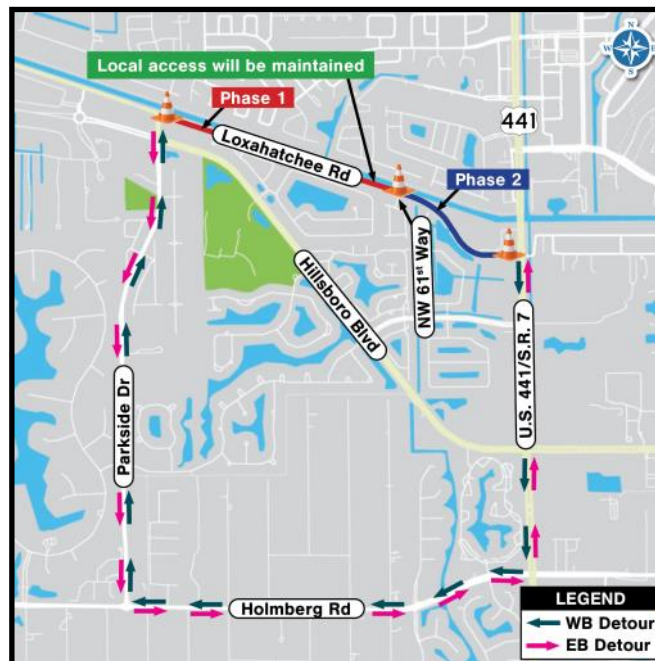 N
W E
S
Local access will be maintained
Phase 1
441
Loxahatchee Rd
Phase 2
NW 61st Way
Hillsboro Blvd
U.S. 441/S.R. 7
Parkside Dr
Holmberg Rd
LEGEND
WB Detour
EB Detour